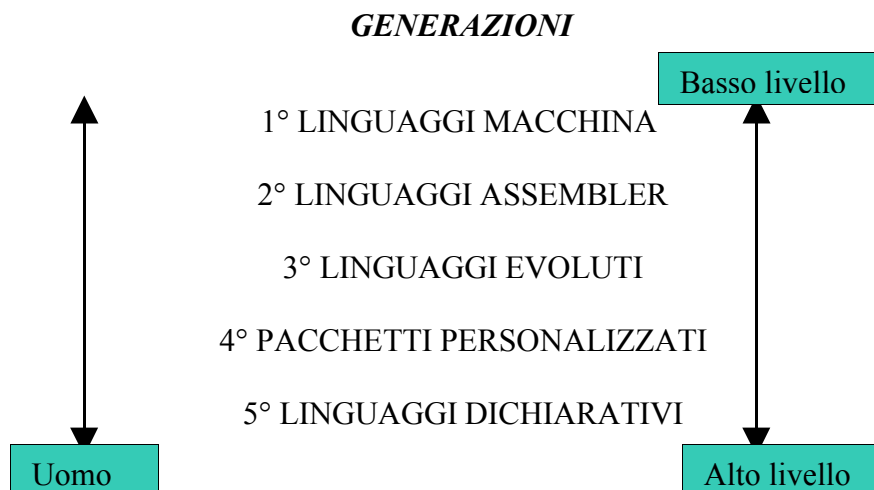 GENERAZIONI
Basso livello
1° LINGUAGGI MACCHINA
2° LINGUAGGI ASSEMBLER
3° LINGUAGGI EVOLUTI
4° PACCHETTI PERSONALIZZATI
5° LINGUAGGI DICHIARATIVI
Uomo
Alto livello